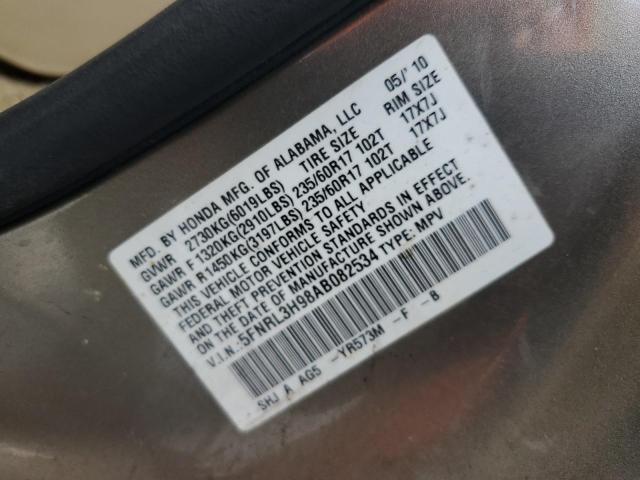 MFD. BY HONDA MFG. OF ALABAMA, LLC 05/'10
GVWR 2730KG(6019LBS) TIRE SIZE RIM SIZE
GAWR F 1320KG(2910LBS) 235/60R17 102T 17X7J
GAWR R 1450KG(3197LBS) 235/60R17 102T 17X7J
THIS VEHICLE CONFORMS TO ALL APPLICABLE
FEDERAL MOTOR VEHICLE SAFETY
AND THEFT PREVENTION STANDARDS IN EFFECT
ON THE DATE OF MANUFACTURE SHOWN ABOVE.
V.I.N.:5FNRL3H98AB082534 TYPE: MPV
SHJ A AG5 -YR573M -F -B